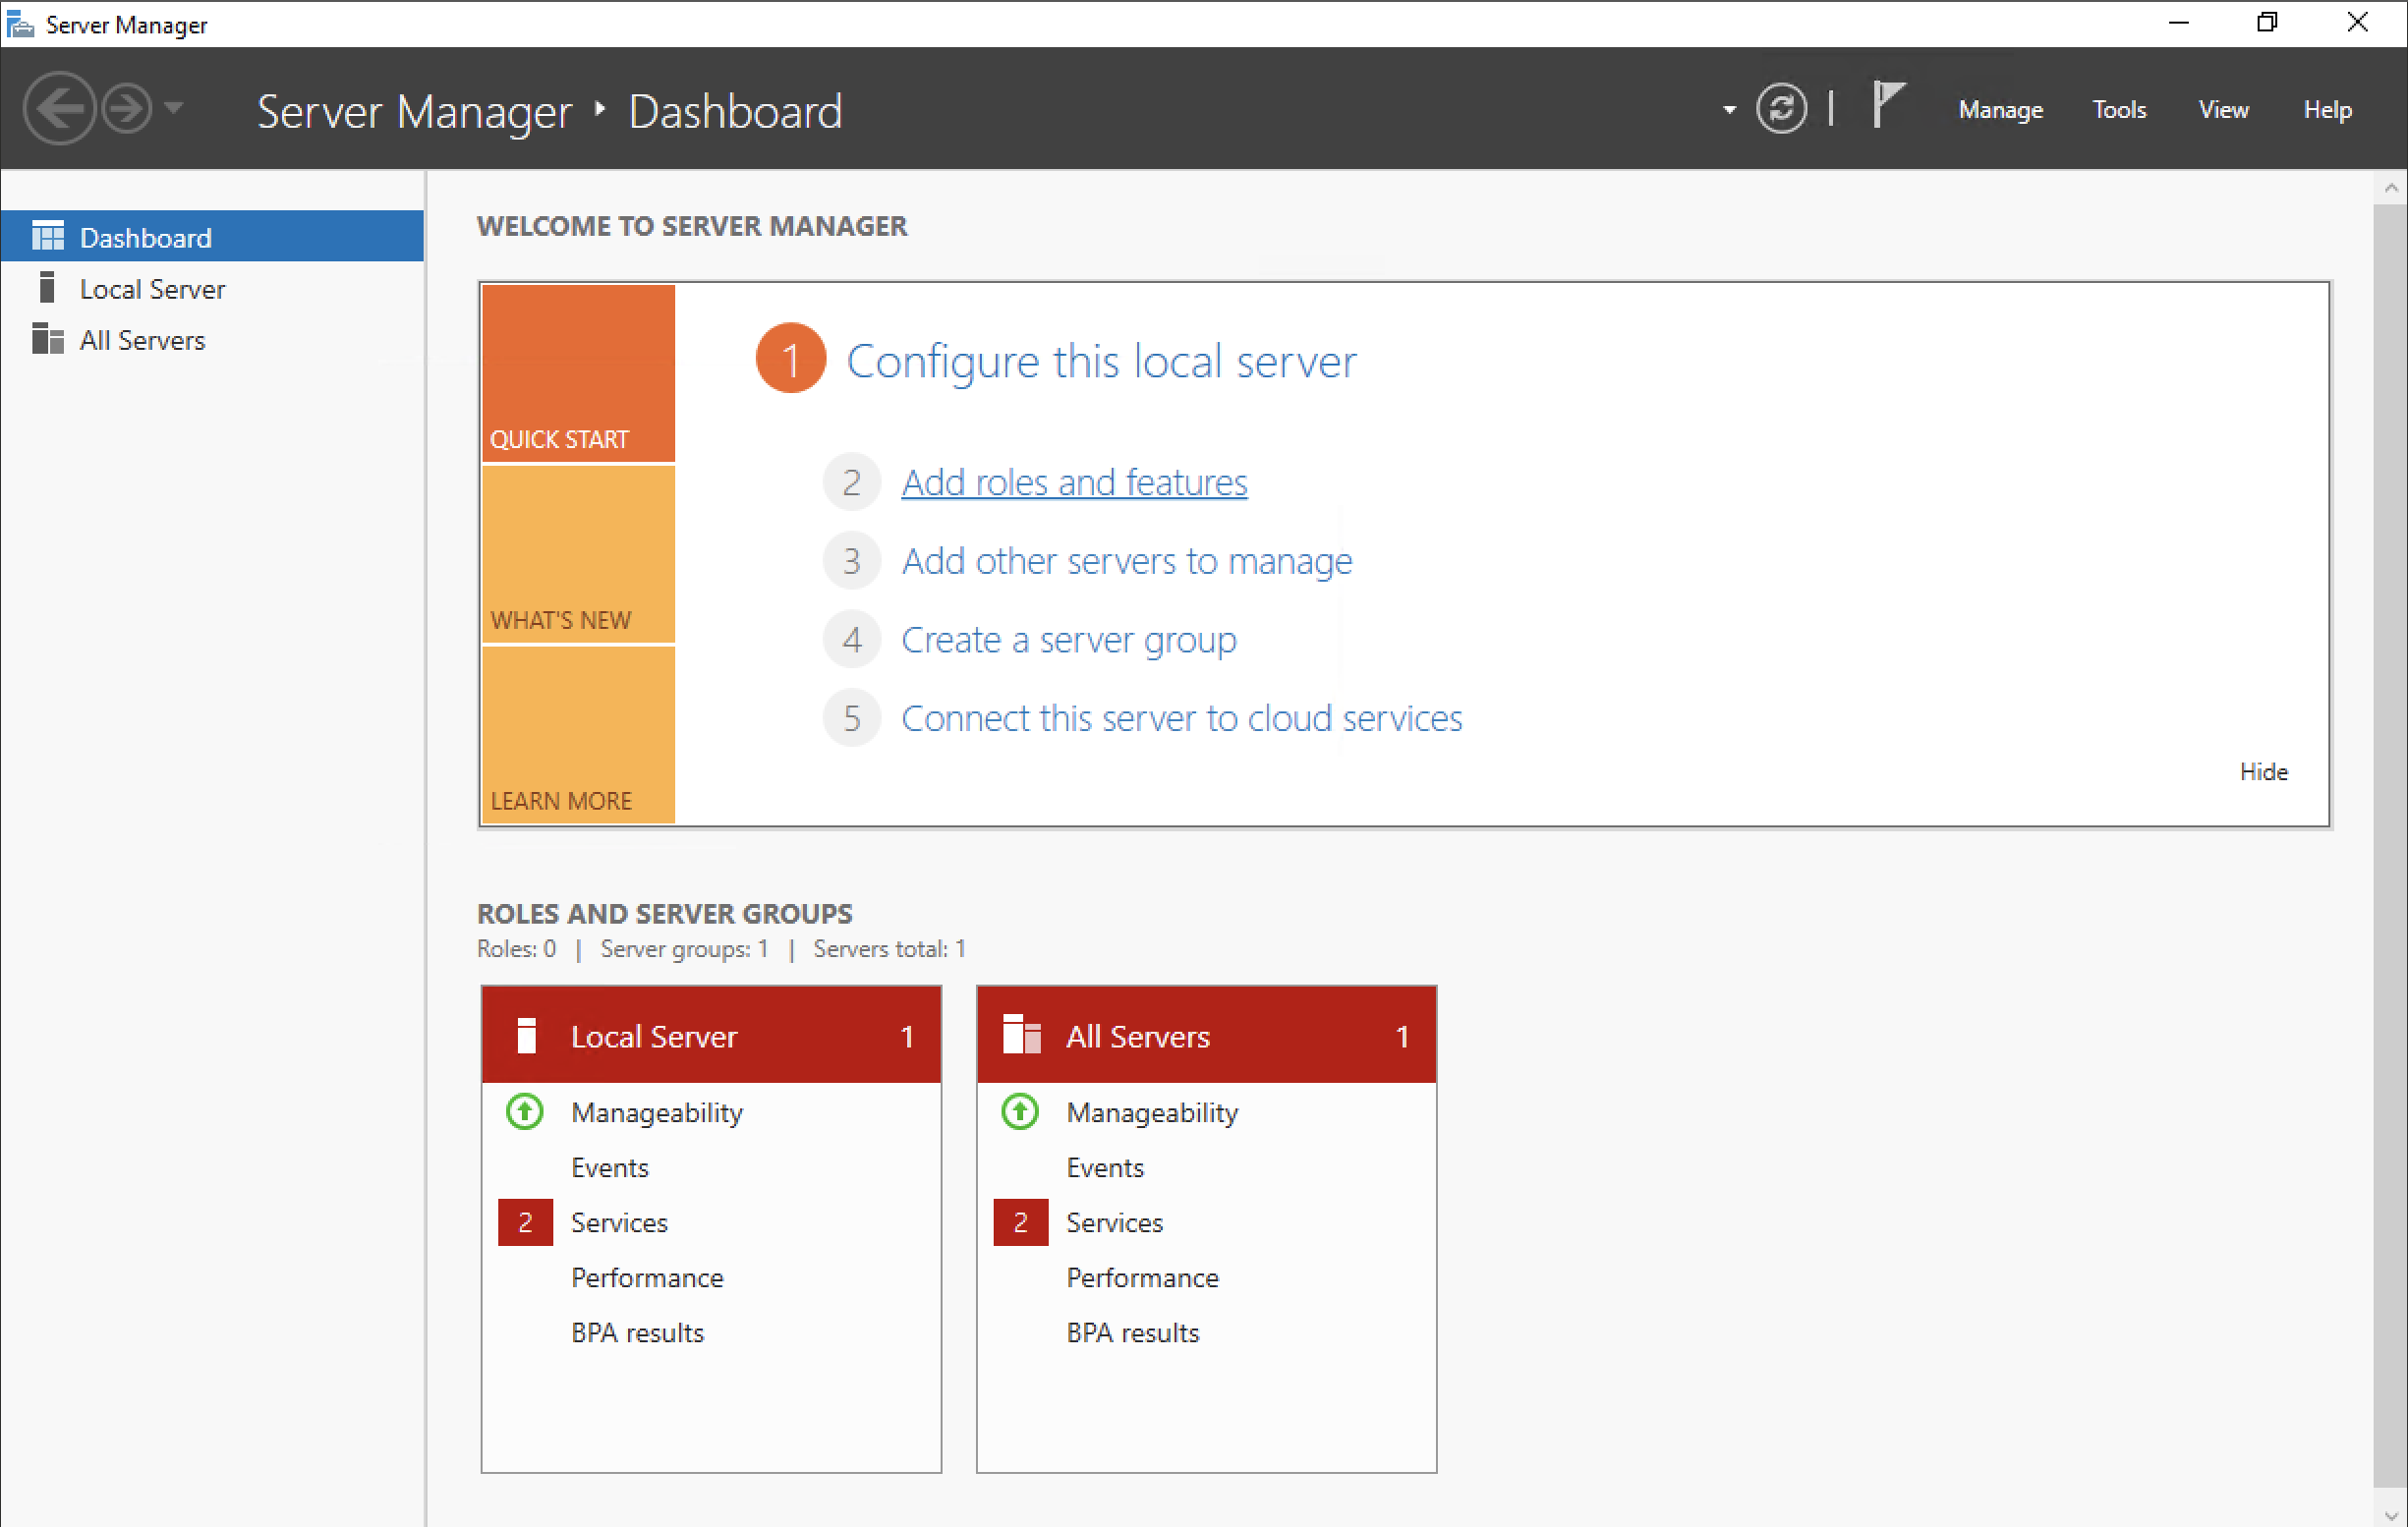 Server Manager
Server Manager ‣ Dashboard
Manage Tools View Help
Dashboard
Local Server
All Servers
WELCOME TO SERVER MANAGER
QUICK START
WHAT'S NEW
LEARN MORE
1 Configure this local server
2 Add roles and features
3 Add other servers to manage
4 Create a server group
5 Connect this server to cloud services
Hide
ROLES AND SERVER GROUPS
Roles: 0 | Server groups: 1 | Servers total: 1
Local Server 1
Manageability
Events
2 Services
Performance
BPA results
All Servers 1
Manageability
Events
2 Services
Performance
BPA results